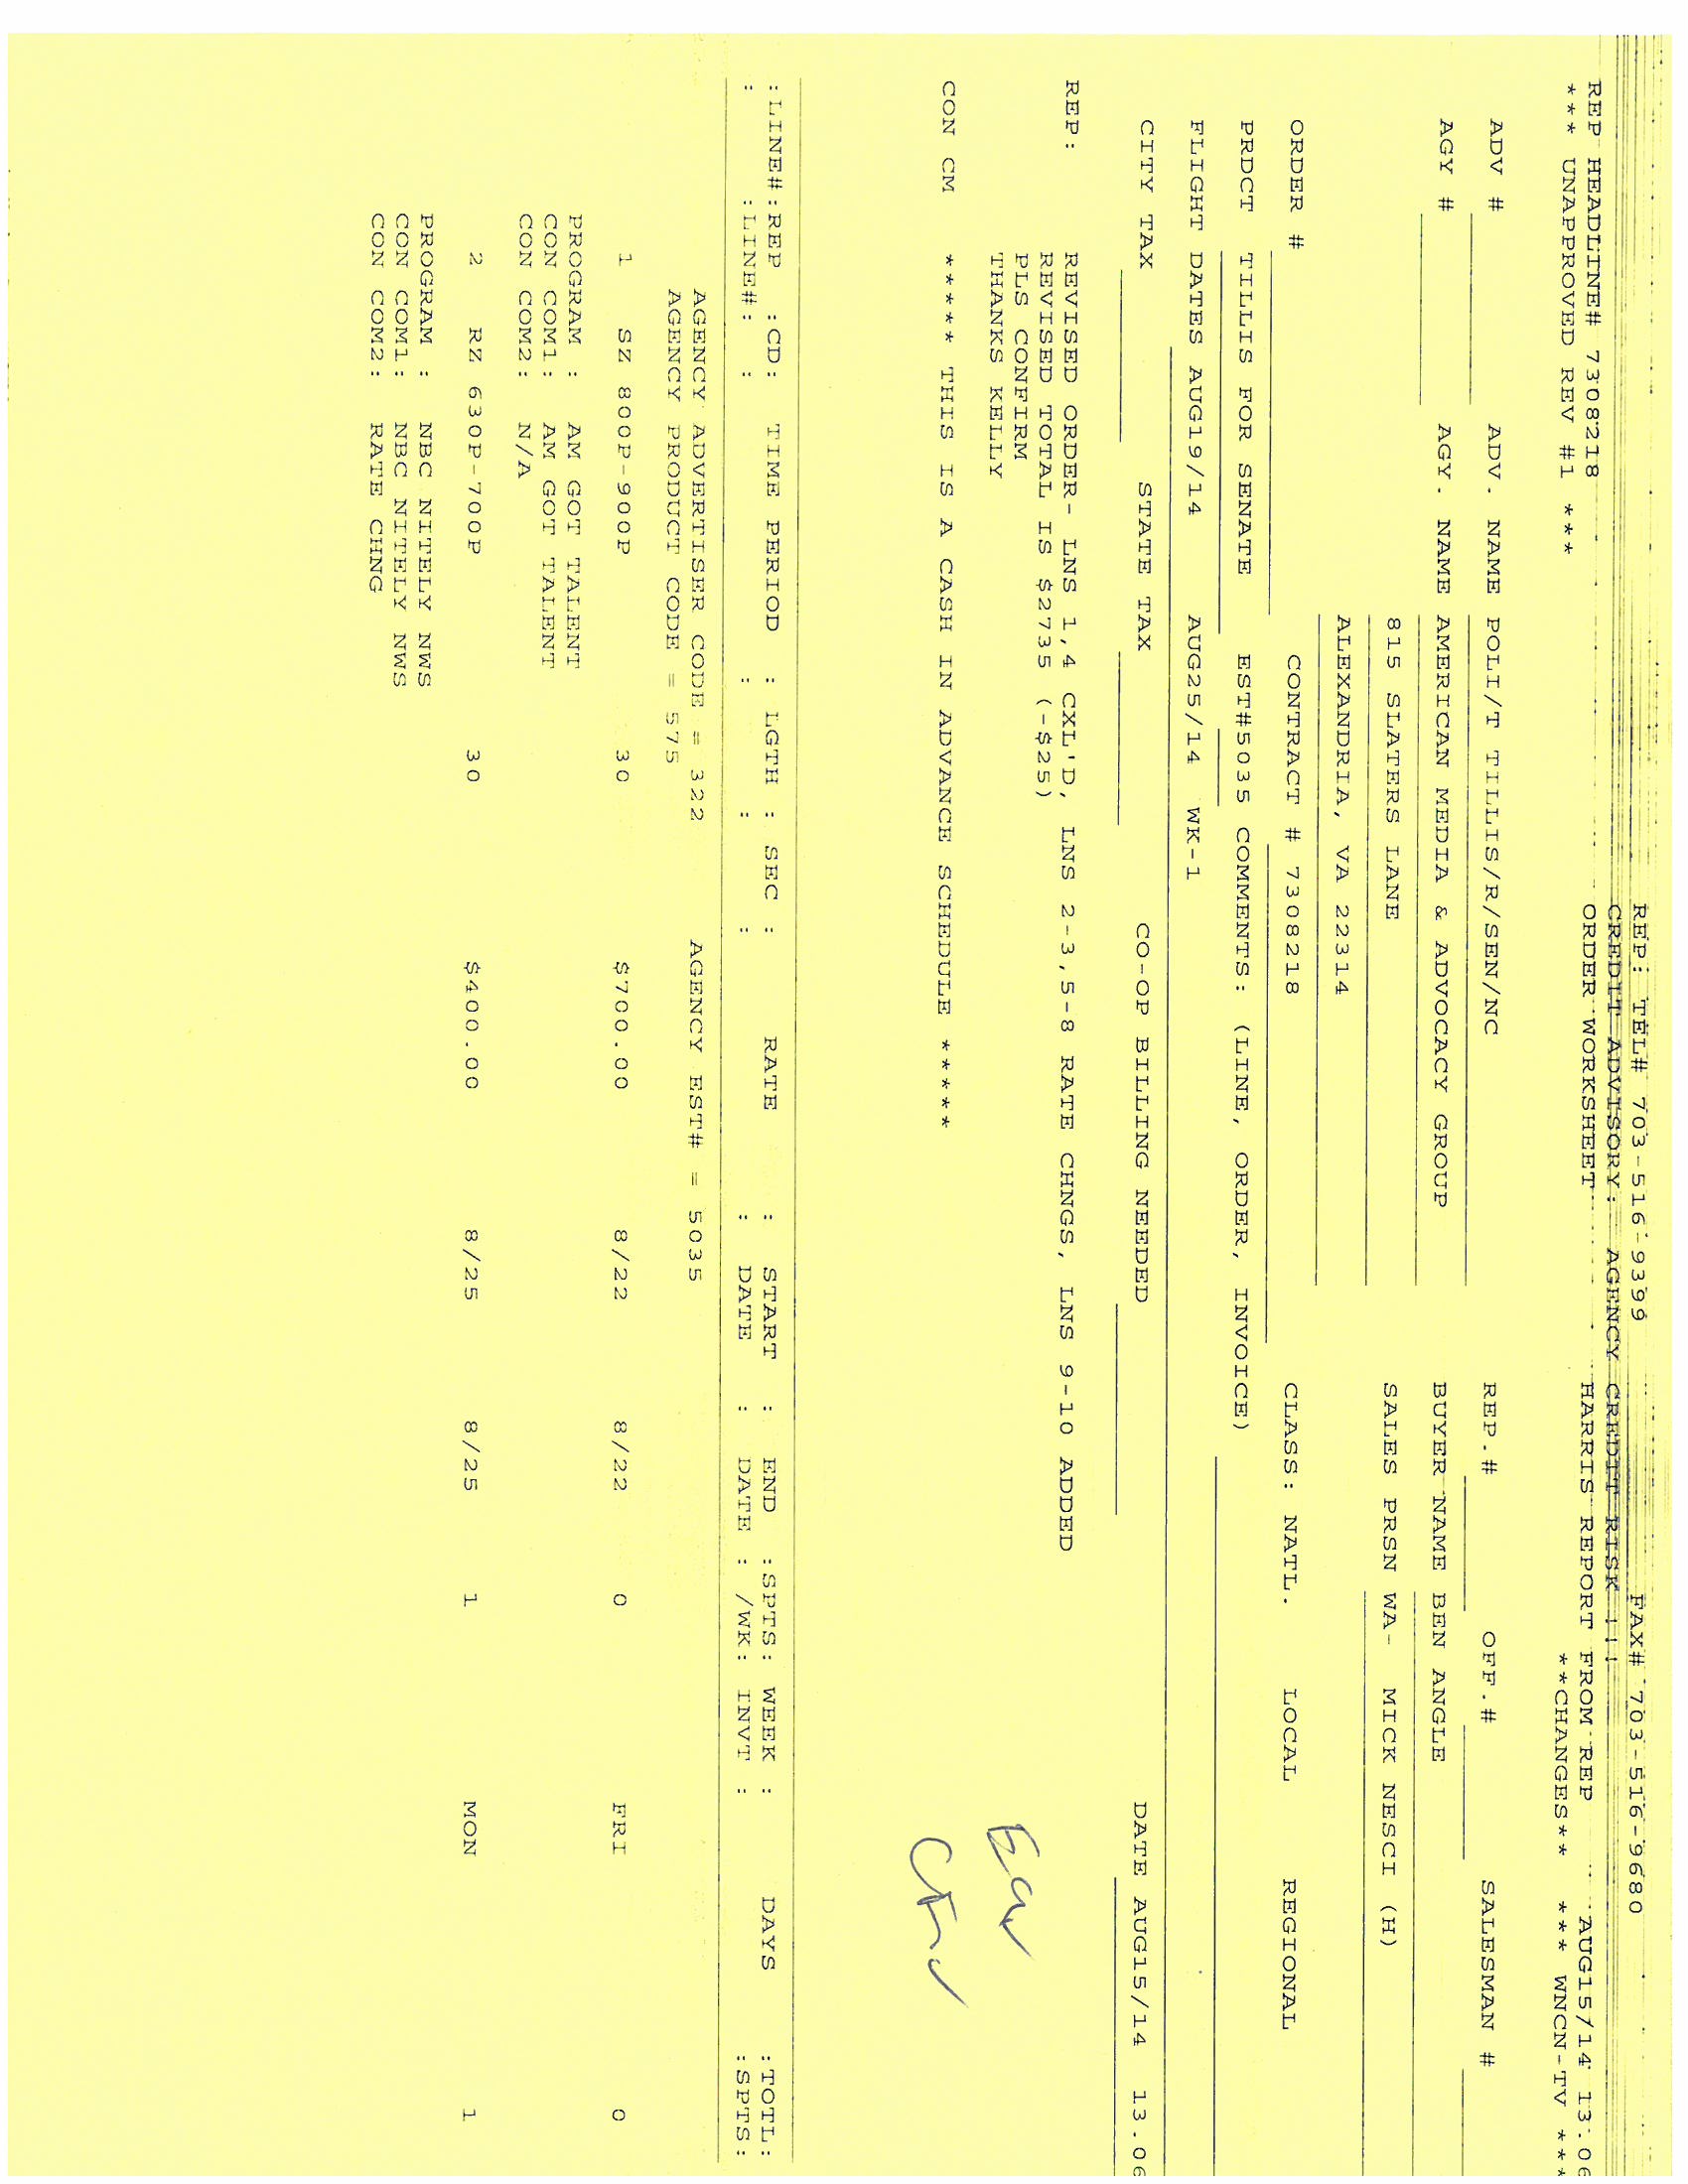 REP: TEL# 703-516-9399 FAX# 703-516-9680
CREDIT ADVISORY: AGENCY CREDIT RISK !!!
ORDER WORKSHEET HARRIS REPORT FROM REP AUG15/14 13.06
REP HEADLINE# 7308218
*** UNAPPROVED REV #1 *** **CHANGES** *** WNCN-TV ***
ADV # ADV. NAME POLI/T TILLIS/R/SEN/NC REP.# OFF.# SALESMAN #
AGY # AGY. NAME AMERICAN MEDIA & ADVOCACY GROUP BUYER NAME BEN ANGLE
815 SLATERS LANE SALES PRSN WA- MICK NESCI (H)
ALEXANDRIA, VA 22314
ORDER # CONTRACT # 7308218 CLASS: NATL. LOCAL REGIONAL
PRDCT TILLIS FOR SENATE EST#5035 COMMENTS: (LINE, ORDER, INVOICE)
FLIGHT DATES AUG19/14 AUG25/14 WK-1
CITY TAX STATE TAX CO-OP BILLING NEEDED DATE AUG15/14 13.06
REP: REVISED ORDER- LNS 1,4 CXL'D, LNS 2-3,5-8 RATE CHNGS, LNS 9-10 ADDED
REVISED TOTAL IS $2735 (-$25)
PLS CONFIRM
THANKS KELLY
CON CM ***** THIS IS A CASH IN ADVANCE SCHEDULE *****
:LINE#:REP :CD: TIME PERIOD : LGTH : SEC : RATE : START : END :SPTS: WEEK : DAYS :TOTL:
: :LINE#: : : : : : DATE : DATE : /WK: INVT : :SPTS:
AGENCY ADVERTISER CODE = 322 AGENCY EST# = 5035
AGENCY PRODUCT CODE = 575
1 SZ 800P-900P 30 $700.00 8/22 8/22 0 FRI 0
PROGRAM : AM GOT TALENT
CON COM1: AM GOT TALENT
CON COM2: N/A
2 RZ 630P-700P 30 $400.00 8/25 8/25 1 MON 1
PROGRAM : NBC NITELY NWS
CON COM1: NBC NITELY NWS
CON COM2: RATE CHNG